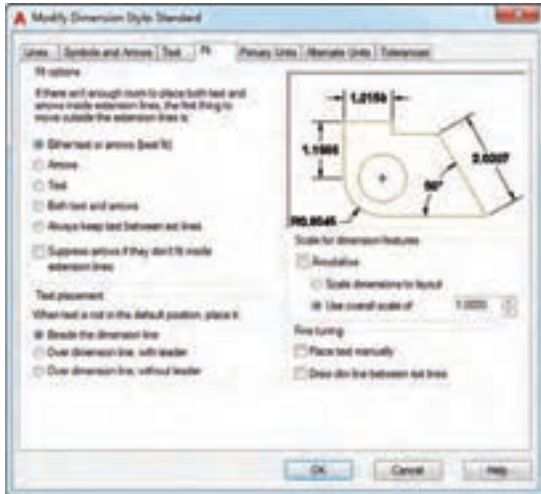 Modify Dimension Style: Standard
Lines
Symbols and Arrows
Text
Fit
Primary Units
Alternate Units
Tolerances
Fit options
If there isn't enough room to place both text and
arrows inside extension lines, the first thing to
move outside the extension lines is:
Either text or arrows (best fit)
Arrows
Text
Both text and arrows
Always keep text between ext lines
Suppress arrows if they don't fit inside
extension lines
Text placement
When text is not in the default position, place it:
Beside the dimension line
Over dimension line, with leader
Over dimension line, without leader
1.0159
2.0207
60°
Scale for dimension features
Annotative
Scale dimensions to layout
Use overall scale of:
1.0000
Fine tuning
Place text manually
Draw dim line between ext lines
OK
Cancel
Help